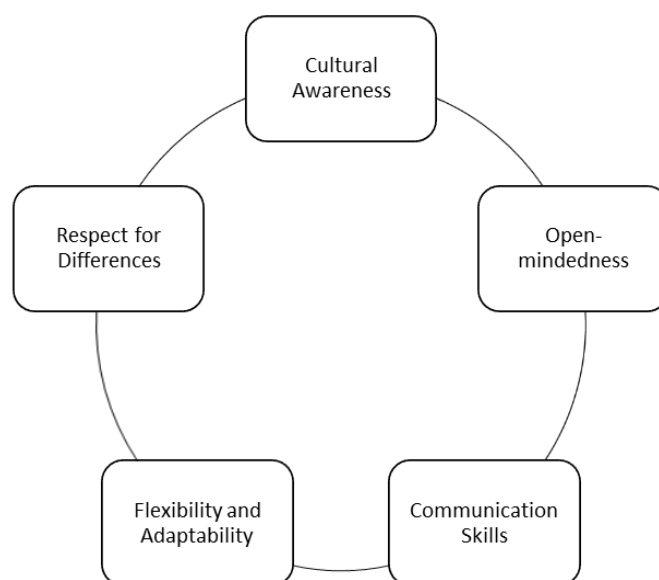 Cultural
Awareness
Respect for
Differences
Open-
mindedness
Flexibility and
Adaptability
Communication
Skills